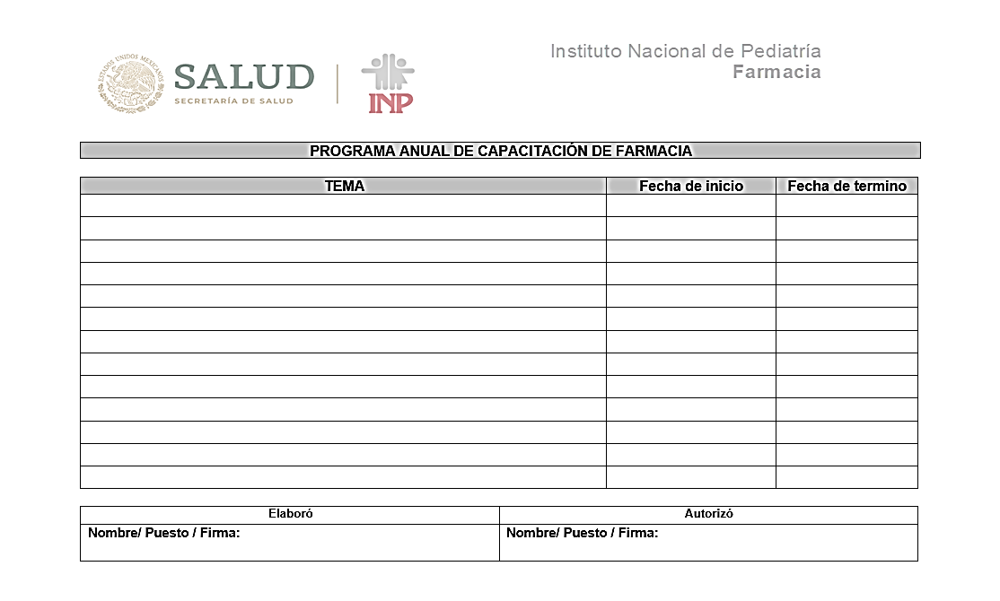 ESTADOS UNIDOS MEXICANOS
SALUD
SECRETARÍA DE SALUD
INP
Instituto Nacional de Pediatría
Farmacia
PROGRAMA ANUAL DE CAPACITACIÓN DE FARMACIA
TEMA Fecha de inicio Fecha de termino
Elaboró Autorizó
Nombre/ Puesto / Firma: Nombre/ Puesto / Firma: